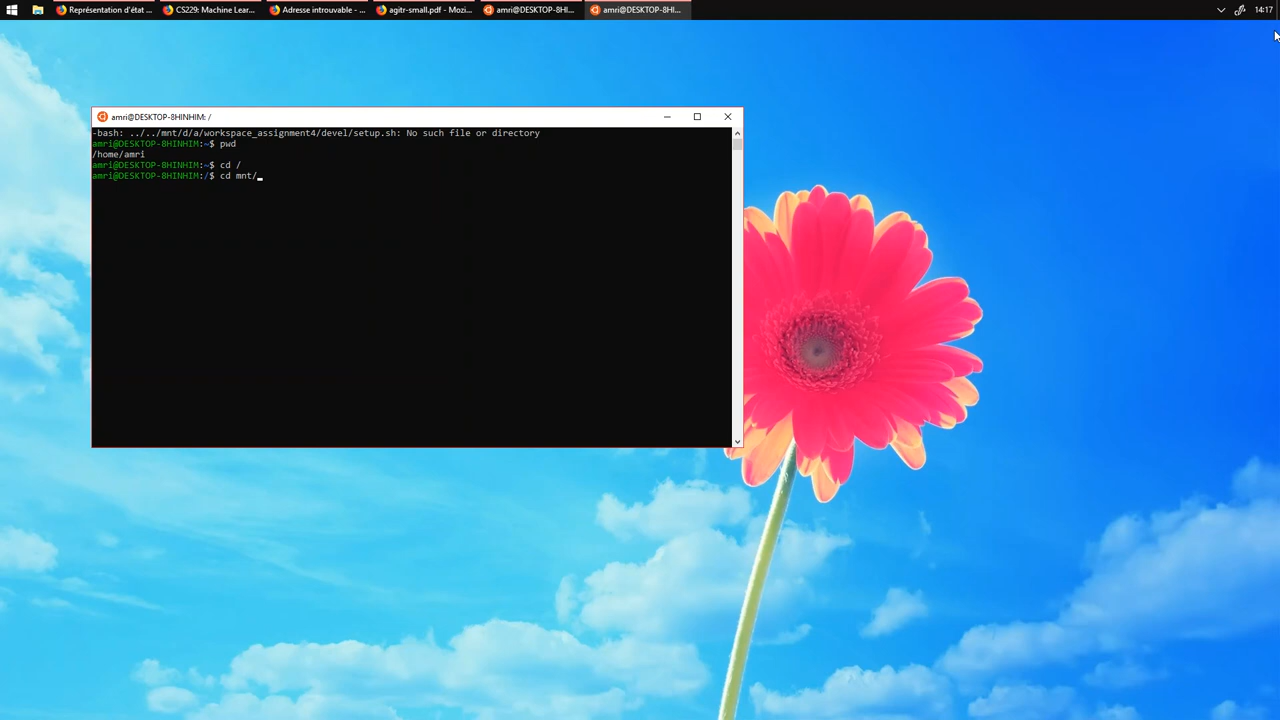 Représentation d'état ...
CS229: Machine Lear...
Adresse introuvable - ...
agitr-small.pdf - Mozi...
amri@DESKTOP-8HI...
amri@DESKTOP-8HI...
14:17
amri@DESKTOP-8HINHIM: /
-bash: ../../mnt/d/a/workspace_assignment4/devel/setup.sh: No such file or directory
amri@DESKTOP-8HINHIM:~$ pwd
/home/amri
amri@DESKTOP-8HINHIM:~$ cd /
amri@DESKTOP-8HINHIM:/$ cd mnt/